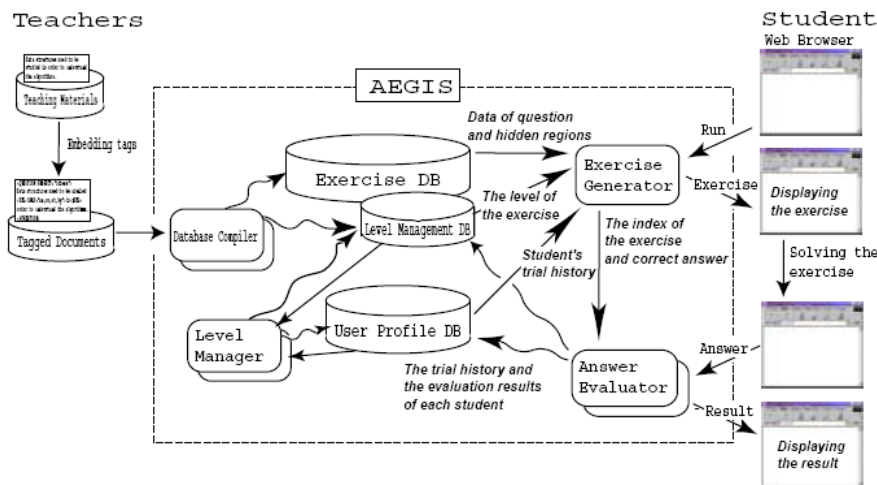 Teachers
Student
Web Browser
Teaching Materials
Embedding tags
Tagged Documents
AEGIS
Data of question
and hidden regions
Exercise DB
Exercise
Generator
Run
Exercise
Displaying
the exercise
The level of
the exercise
Level Management DB
Database Compiler
Student's
trial history
The index of
the exercise
and correct answer
Solving the
exercise
Level
Manager
User Profile DB
The trial history and
the evaluation results
of each student
Answer
Evaluator
Answer
Result
Displaying
the result